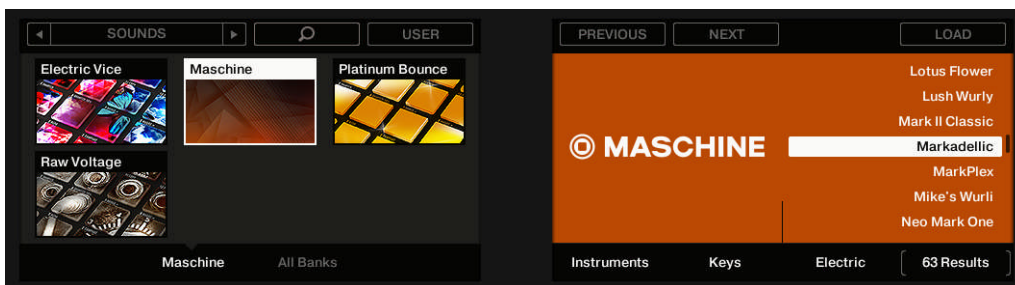 SOUNDS
USER
Electric Vice
Maschine
Platinum Bounce
Raw Voltage
Maschine
All Banks
PREVIOUS
NEXT
LOAD
MASCHINE
Lotus Flower
Lush Wurly
Mark II Classic
Markadellic
MarkPlex
Mike's Wurli
Neo Mark One
Instruments
Keys
Electric
63 Results